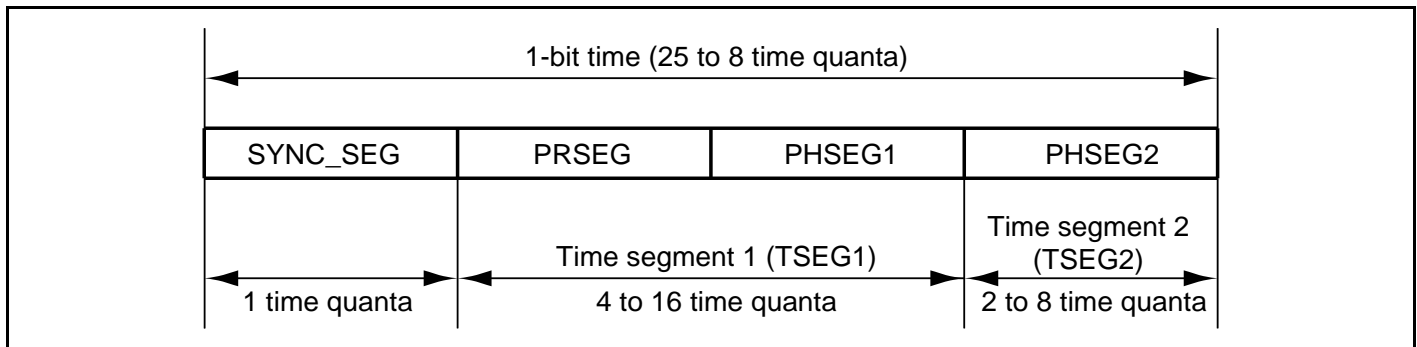 1-bit time (25 to 8 time quanta)
SYNC_SEG PRSEG PHSEG1 PHSEG2
Time segment 1 (TSEG1)
Time segment 2
(TSEG2)
1 time quanta 4 to 16 time quanta 2 to 8 time quanta